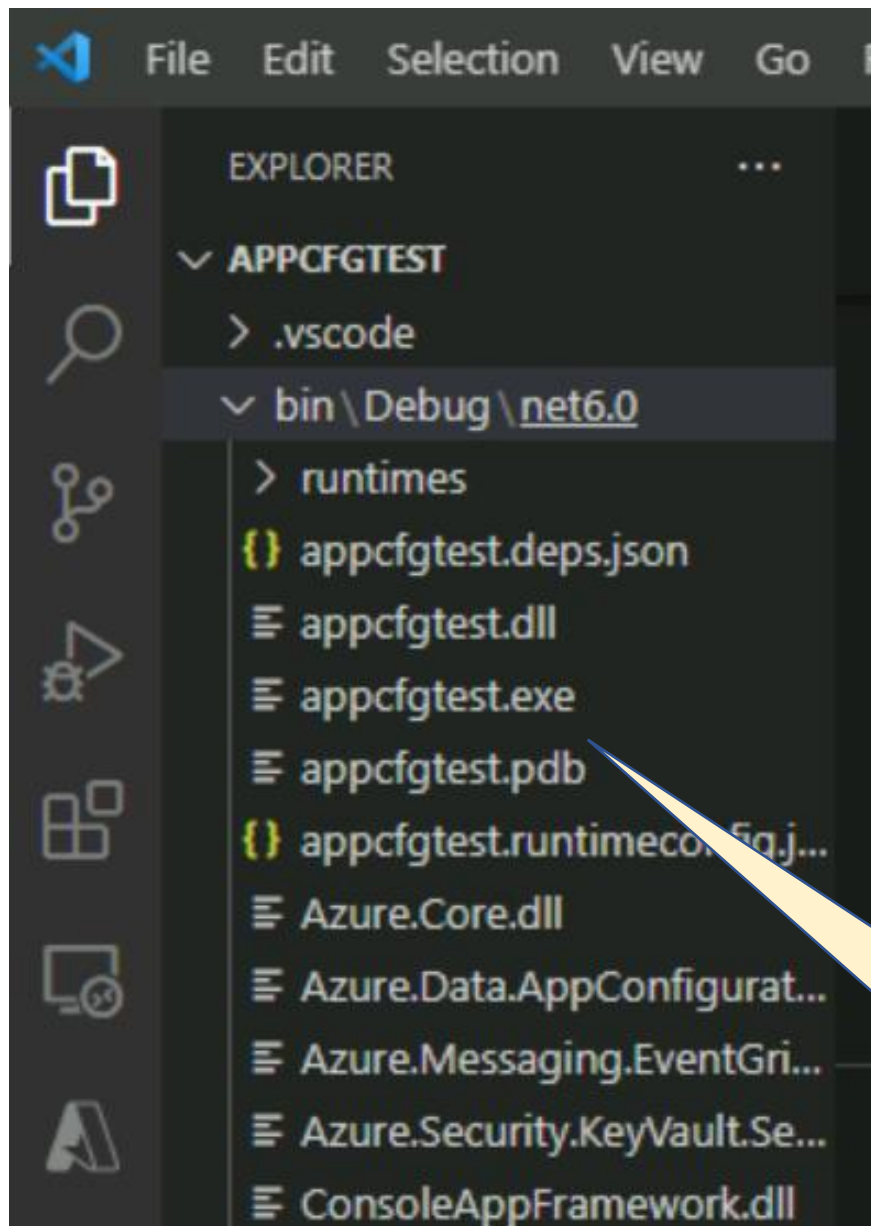 File Edit Selection View Go
EXPLORER ...
APPCFGTEST
.vscode
bin\Debug\net6.0
runtimes
{} appcfgtest.deps.json
appcfgtest.dll
appcfgtest.exe
appcfgtest.pdb
{} appcfgtest.runtimeconfig.j...
Azure.Core.dll
Azure.Data.AppConfigurat...
Azure.Messaging.EventGri...
Azure.Security.KeyVault.Se...
ConsoleAppFramework.dll